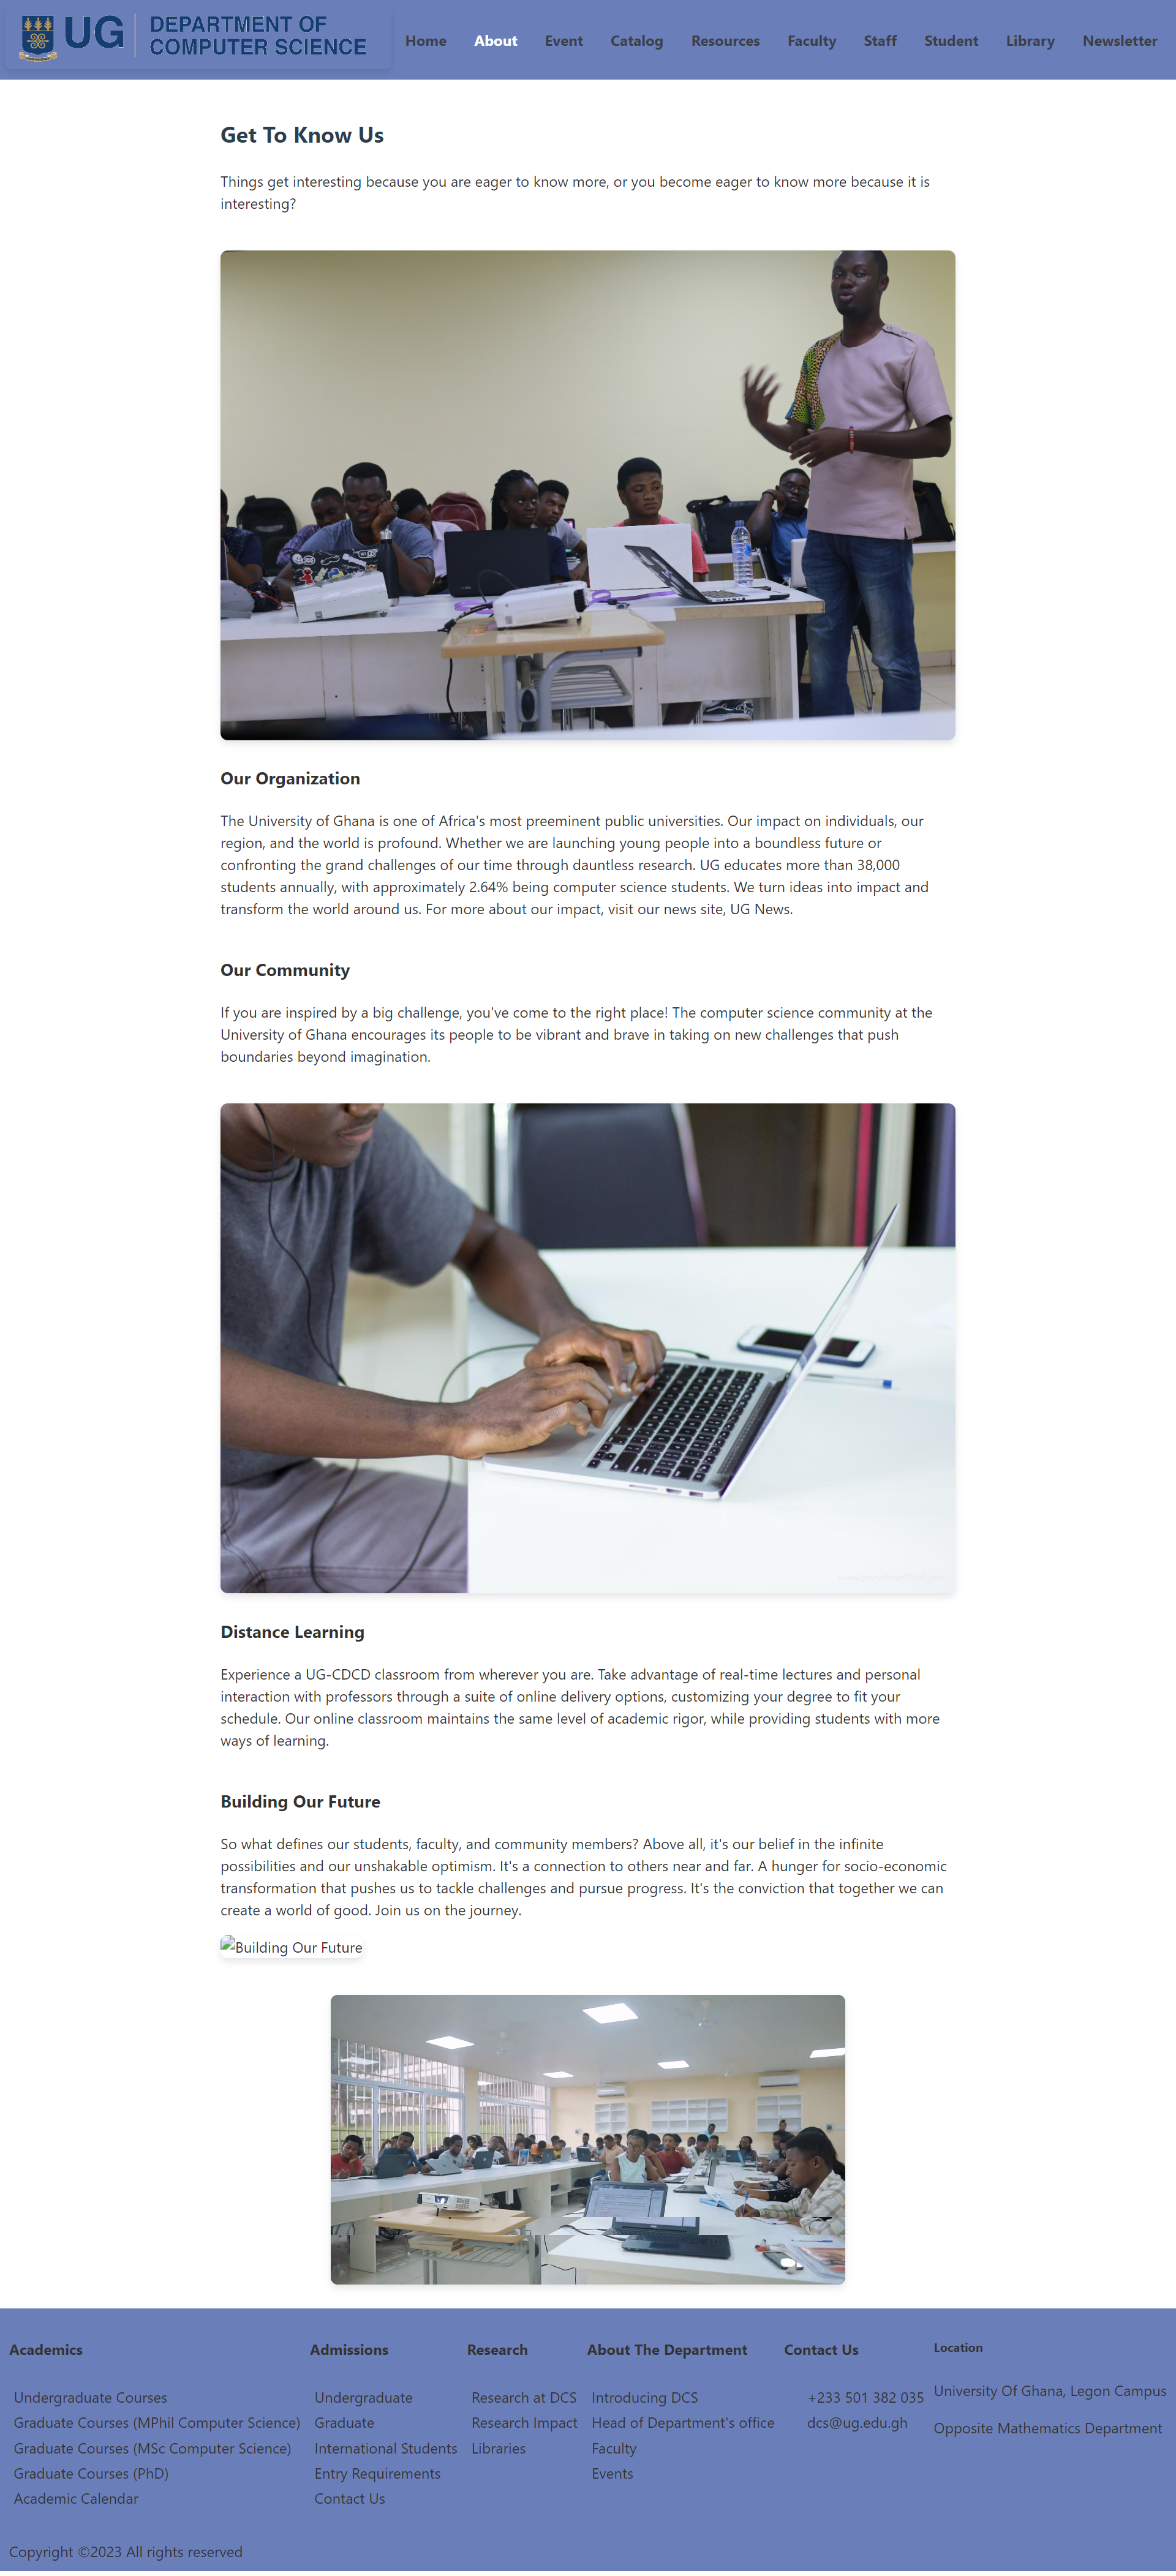 UG
DEPARTMENT OF
COMPUTER SCIENCE
Home About Event Catalog Resources Faculty Staff Student Library Newsletter
Get To Know Us
Things get interesting because you are eager to know more, or you become eager to know more because it is
interesting?
Our Organization
The University of Ghana is one of Africa's most preeminent public universities. Our impact on individuals, our
region, and the world is profound. Whether we are launching young people into a boundless future or
confronting the grand challenges of our time through dauntless research. UG educates more than 38,000
students annually, with approximately 2.64% being computer science students. We turn ideas into impact and
transform the world around us. For more about our impact, visit our news site, UG News.
Our Community
If you are inspired by a big challenge, you've come to the right place! The computer science community at the
University of Ghana encourages its people to be vibrant and brave in taking on new challenges that push
boundaries beyond imagination.
Distance Learning
Experience a UG-CDCD classroom from wherever you are. Take advantage of real-time lectures and personal
interaction with professors through a suite of online delivery options, customizing your degree to fit your
schedule. Our online classroom maintains the same level of academic rigor, while providing students with more
ways of learning.
Building Our Future
So what defines our students, faculty, and community members? Above all, it's our belief in the infinite
possibilities and our unshakable optimism. It's a connection to others near and far. A hunger for socio-economic
transformation that pushes us to tackle challenges and pursue progress. It's the conviction that together we can
create a world of good. Join us on the journey.
Building Our Future
Academics
Undergraduate Courses
Graduate Courses (MPhil Computer Science)
Graduate Courses (MSc Computer Science)
Graduate Courses (PhD)
Academic Calendar
Admissions
Undergraduate
Graduate
International Students
Entry Requirements
Contact Us
Research
Research at DCS
Research Impact
Libraries
About The Department
Introducing DCS
Head of Department's office
Faculty
Events
Contact Us
+233 501 382 035
dcs@ug.edu.gh
Location
University Of Ghana, Legon Campus
Opposite Mathematics Department
Copyright ©2023 All rights reserved